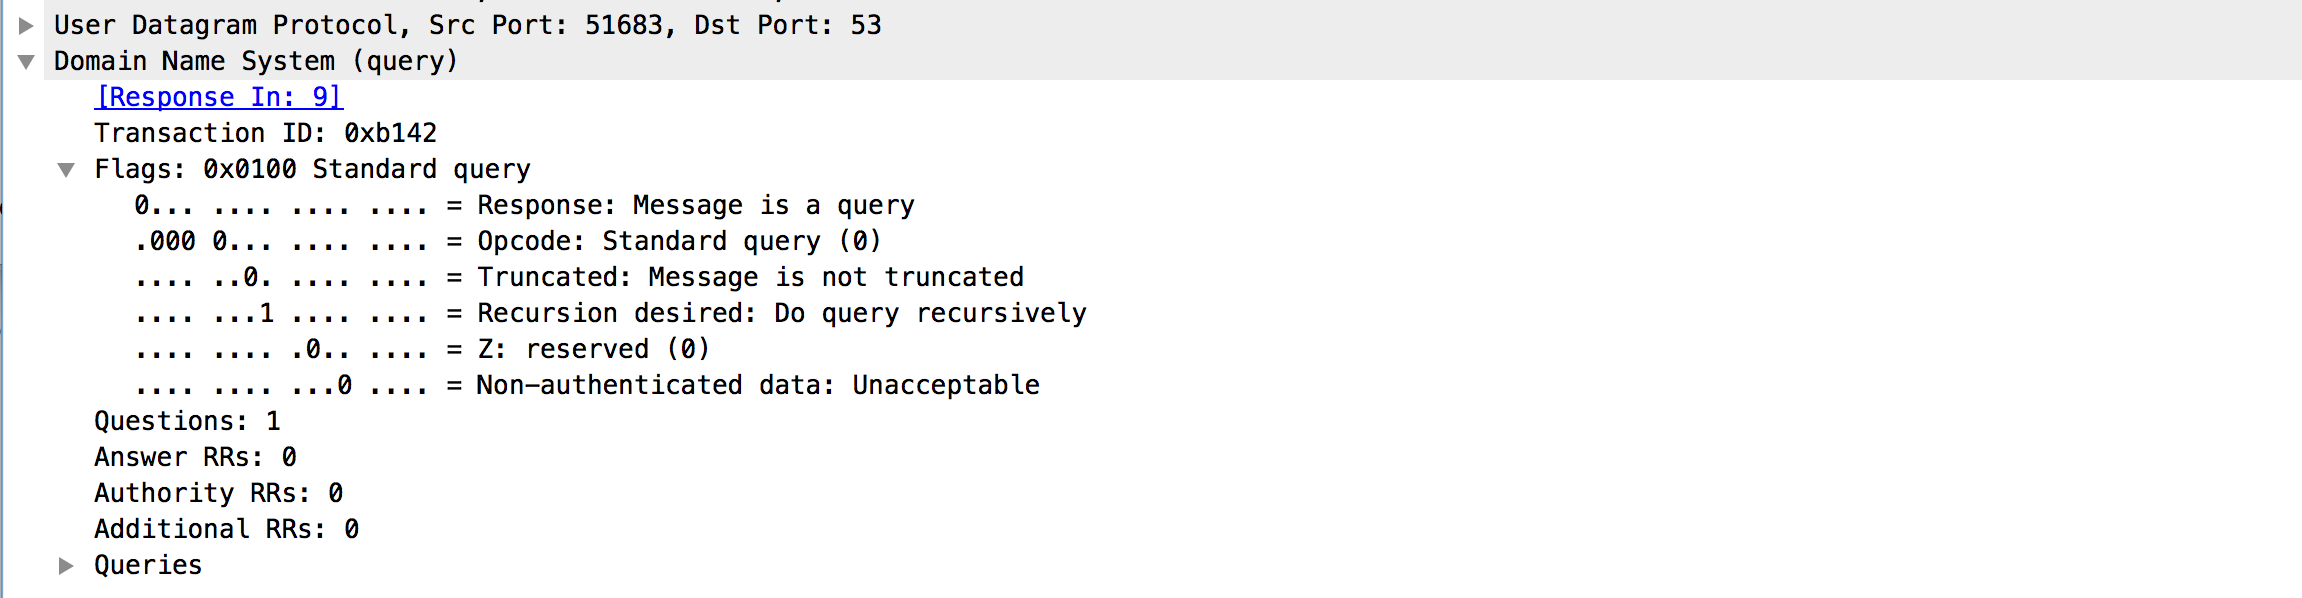 User Datagram Protocol, Src Port: 51683, Dst Port: 53
Domain Name System (query)
[Response In: 9]
Transaction ID: 0xb142
Flags: 0x0100 Standard query
0... .... .... .... = Response: Message is a query
.000 0... .... .... = Opcode: Standard query (0)
.... ..0. .... .... = Truncated: Message is not truncated
.... ...1 .... .... = Recursion desired: Do query recursively
.... .... .0.. .... = Z: reserved (0)
.... .... ...0 .... = Non-authenticated data: Unacceptable
Questions: 1
Answer RRs: 0
Authority RRs: 0
Additional RRs: 0
Queries